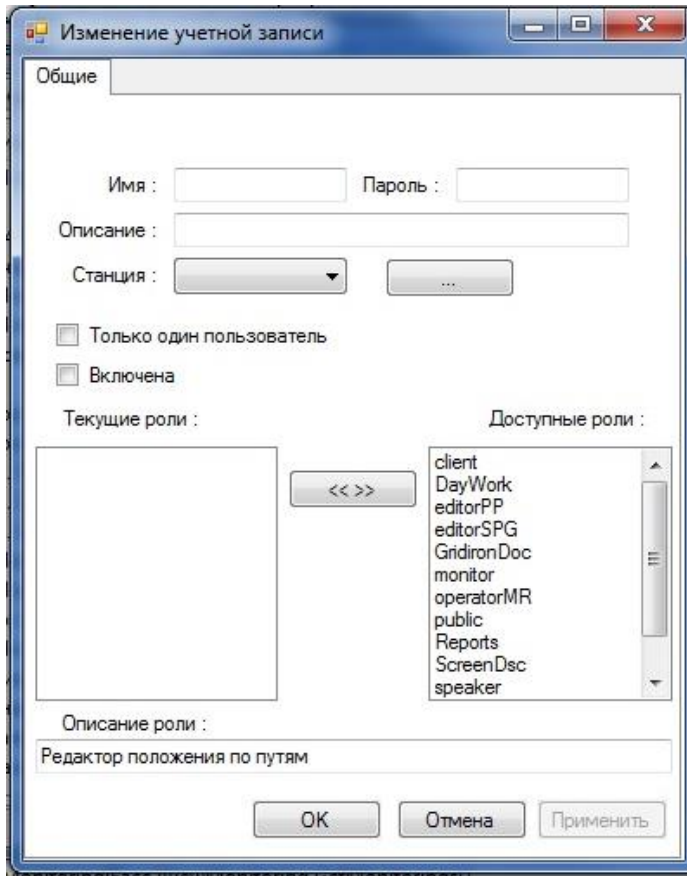 Изменение учетной записи
Общие
Имя :
Пароль :
Описание :
Станция :
...
Только один пользователь
Включена
Текущие роли :
Доступные роли :
<< >>
client
DayWork
editorPP
editorSPG
GridironDoc
monitor
operatorMR
public
Reports
ScreenDsc
speaker
Описание роли :
Редактор положения по путям
OK
Отмена
Применить